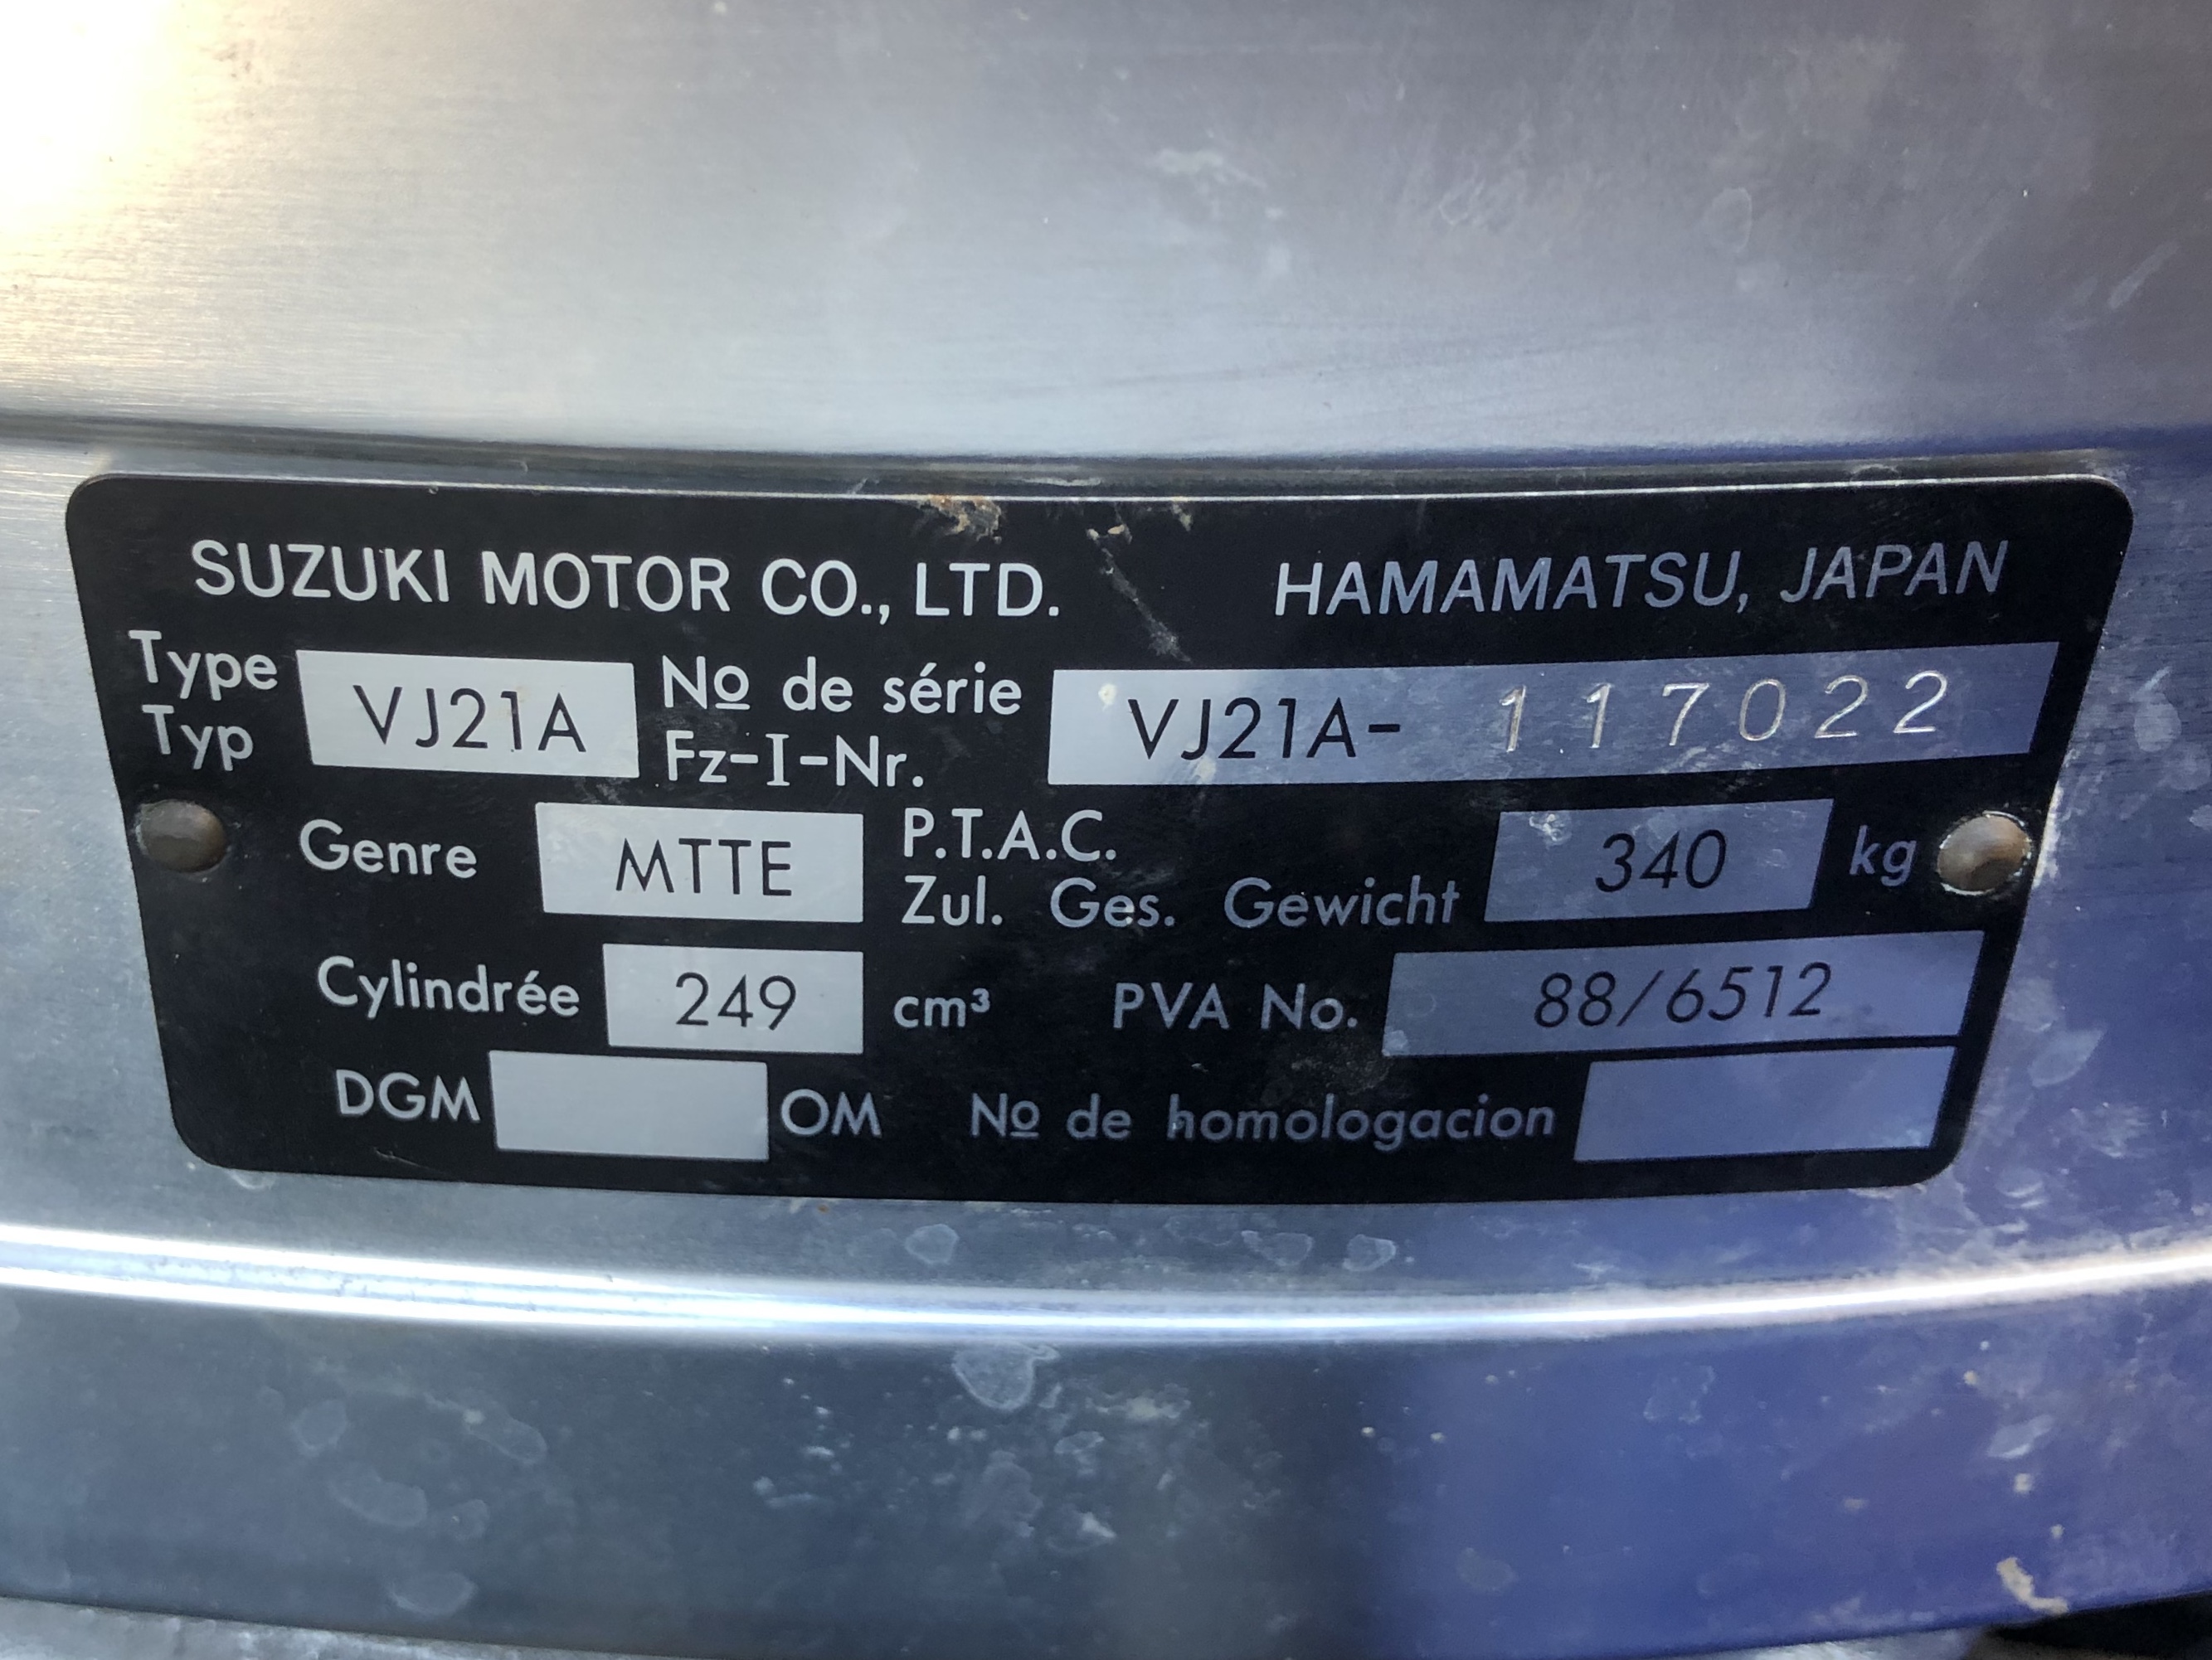 SUZUKI MOTOR CO., LTD. HAMAMATSU, JAPAN
Type
Typ VJ21A Nº de série
Fz-I-Nr. VJ21A- 117022
Genre MTTE P.T.A.C.
Zul. Ges. Gewicht 340 kg
Cylindrée 249 cm³ PVA No. 88/6512
DGM OM Nº de homologacion